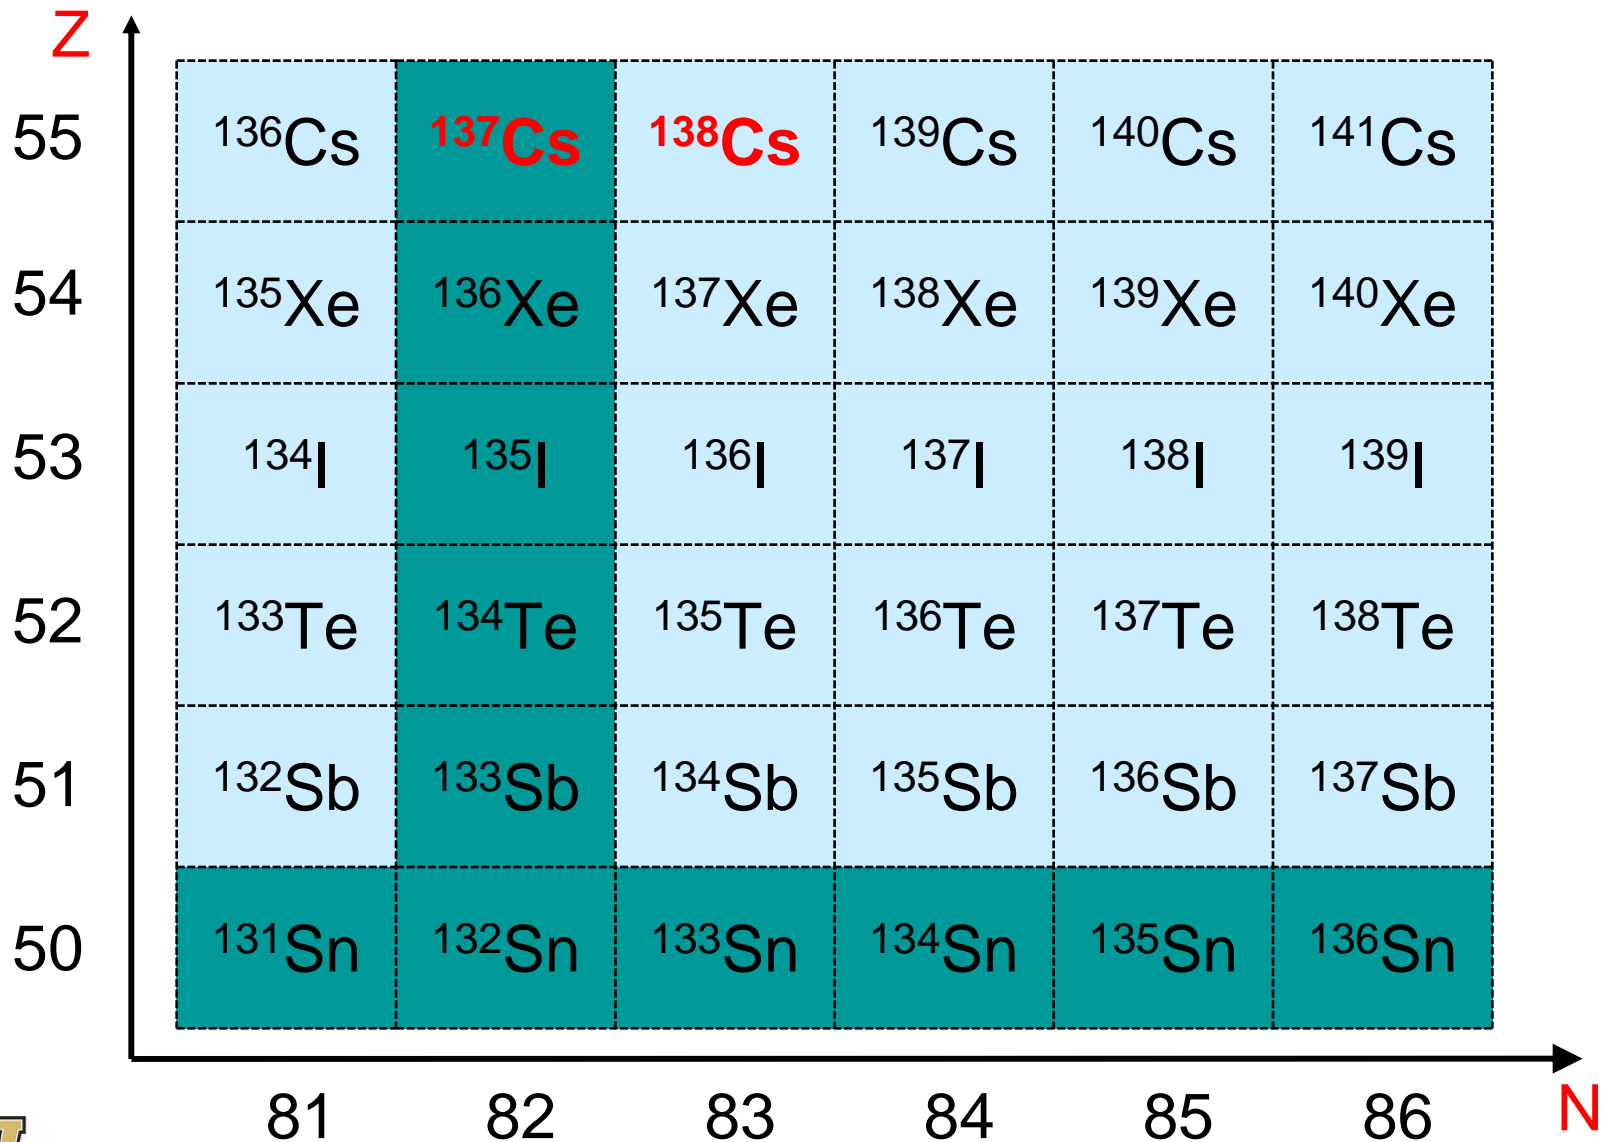 Z
55 ¹³⁶Cs ¹³⁷Cs ¹³⁸Cs ¹³⁹Cs ¹⁴⁰Cs ¹⁴¹Cs
54 ¹³⁵Xe ¹³⁶Xe ¹³⁷Xe ¹³⁸Xe ¹³⁹Xe ¹⁴⁰Xe
53 ¹³⁴I ¹³⁵I ¹³⁶I ¹³⁷I ¹³⁸I ¹³⁹I
52 ¹³³Te ¹³⁴Te ¹³⁵Te ¹³⁶Te ¹³⁷Te ¹³⁸Te
51 ¹³²Sb ¹³³Sb ¹³⁴Sb ¹³⁵Sb ¹³⁶Sb ¹³⁷Sb
50 ¹³¹Sn ¹³²Sn ¹³³Sn ¹³⁴Sn ¹³⁵Sn ¹³⁶Sn
81 82 83 84 85 86 N